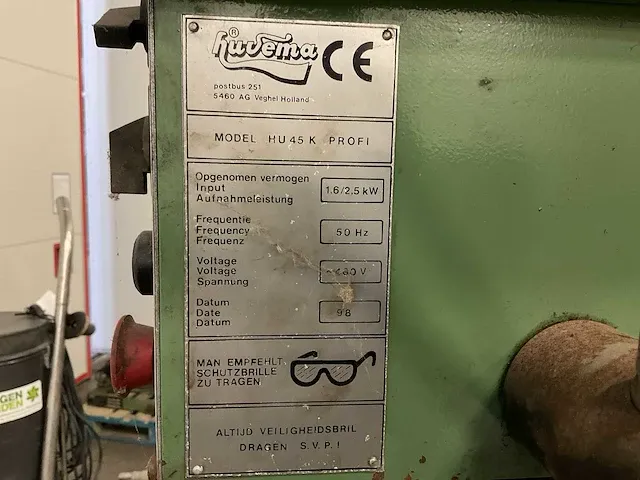 huvema ® CE
postbus 251
5460 AG Veghel Holland
MODEL HU 45 K PROFI
Opgenomen vermogen
Input
Aufnahmeleistung
1.6/2.5 kW
Frequentie
Frequency
Frequenz
50 Hz
Voltage
Voltage
Spannung
V
Datum
Date
Datum
98
MAN EMPFEHLT
SCHUTZBRILLE
ZU TRAGEN
ALTIJD VEILIGHEIDSBRIL
DRAGEN S.V.P.!